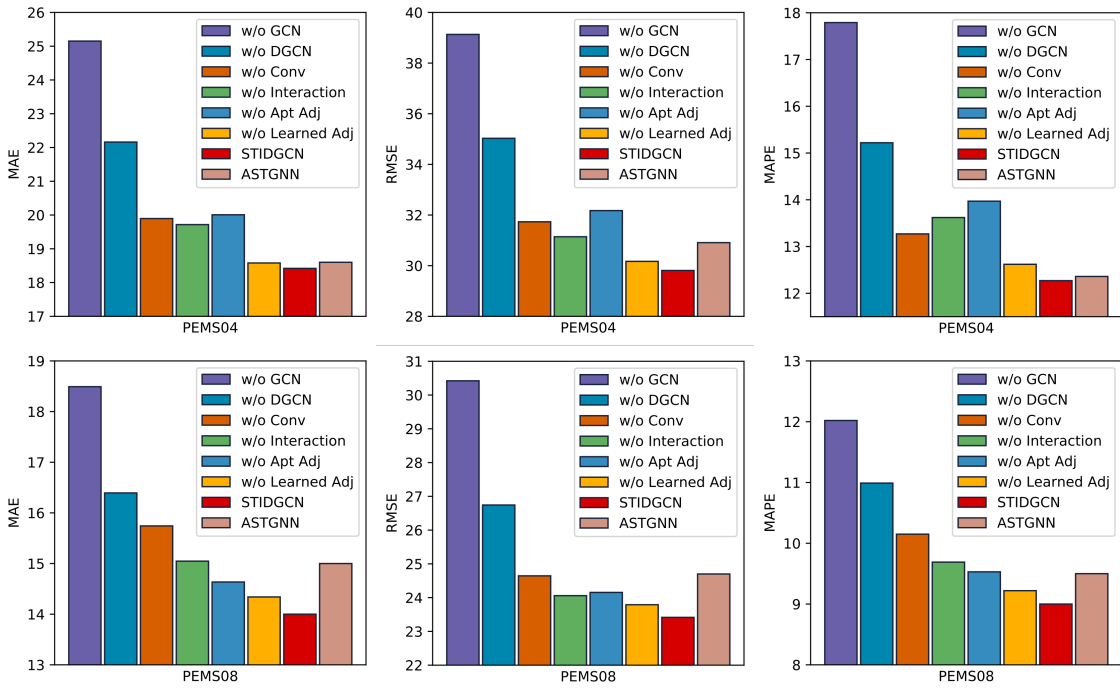 26
25
24
23
22
21
20
19
18
17
MAE
PEMS04
w/o GCN
w/o DGCN
w/o Conv
w/o Interaction
w/o Apt Adj
w/o Learned Adj
STIDGCN
ASTGNN
40
38
36
34
32
30
28
RMSE
PEMS04
w/o GCN
w/o DGCN
w/o Conv
w/o Interaction
w/o Apt Adj
w/o Learned Adj
STIDGCN
ASTGNN
18
17
16
15
14
13
12
MAPE
PEMS04
w/o GCN
w/o DGCN
w/o Conv
w/o Interaction
w/o Apt Adj
w/o Learned Adj
STIDGCN
ASTGNN
19
18
17
16
15
14
13
MAE
PEMS08
w/o GCN
w/o DGCN
w/o Conv
w/o Interaction
w/o Apt Adj
w/o Learned Adj
STIDGCN
ASTGNN
31
30
29
28
27
26
25
24
23
22
RMSE
PEMS08
w/o GCN
w/o DGCN
w/o Conv
w/o Interaction
w/o Apt Adj
w/o Learned Adj
STIDGCN
ASTGNN
13
12
11
10
9
8
MAPE
PEMS08
w/o GCN
w/o DGCN
w/o Conv
w/o Interaction
w/o Apt Adj
w/o Learned Adj
STIDGCN
ASTGNN